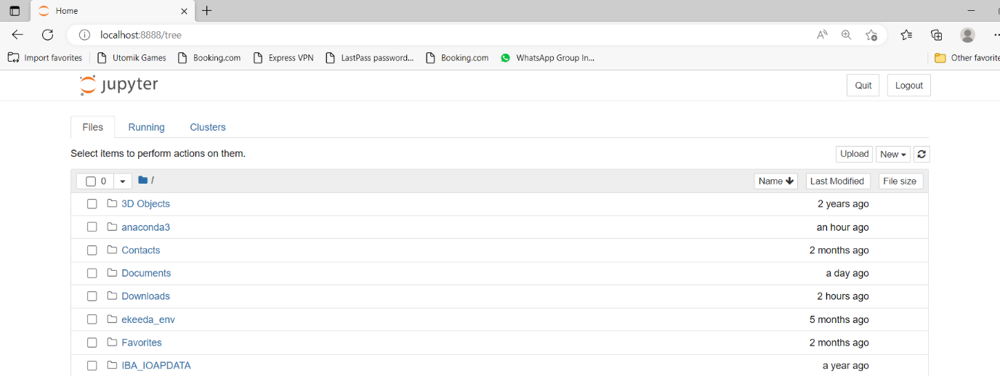 Home
localhost:8888/tree
Import favorites Utomik Games Booking.com Express VPN LastPass password... Booking.com WhatsApp Group In... Other favorite
jupyter Quit Logout
Files Running Clusters
Select items to perform actions on them. Upload New
0 / Name Last Modified File size
3D Objects 2 years ago
anaconda3 an hour ago
Contacts 2 months ago
Documents a day ago
Downloads 2 hours ago
ekeeda_env 5 months ago
Favorites 2 months ago
IBA_IOAPDATA a year ago